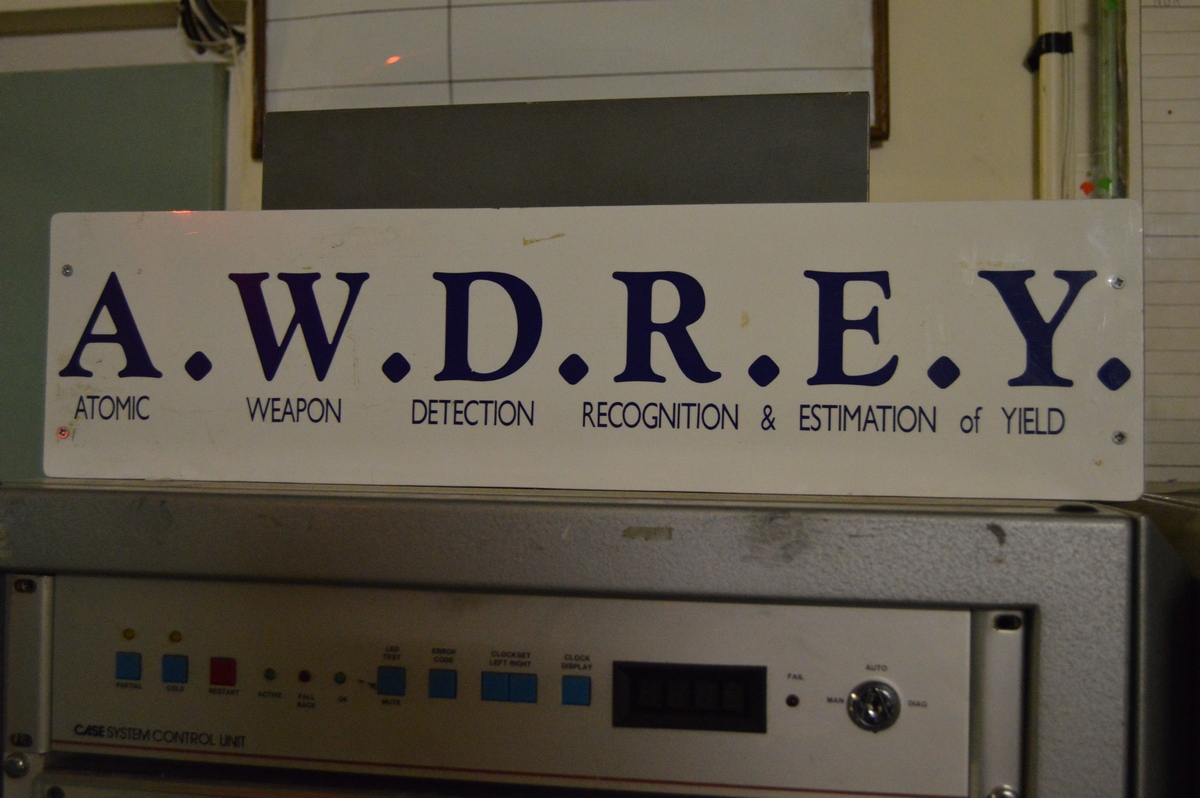 A.W.D.R.E.Y.
ATOMIC WEAPON DETECTION RECOGNITION & ESTIMATION of YIELD
PARTIAL
COLD
RESTART
ACTIVE
FALL
BACK
OK
LED
TEST
MUTE
ERROR
CODE
CLOCKSET
LEFT RIGHT
CLOCK
DISPLAY
FAIL
AUTO
MAN
DIAG
CASE SYSTEM CONTROL UNIT